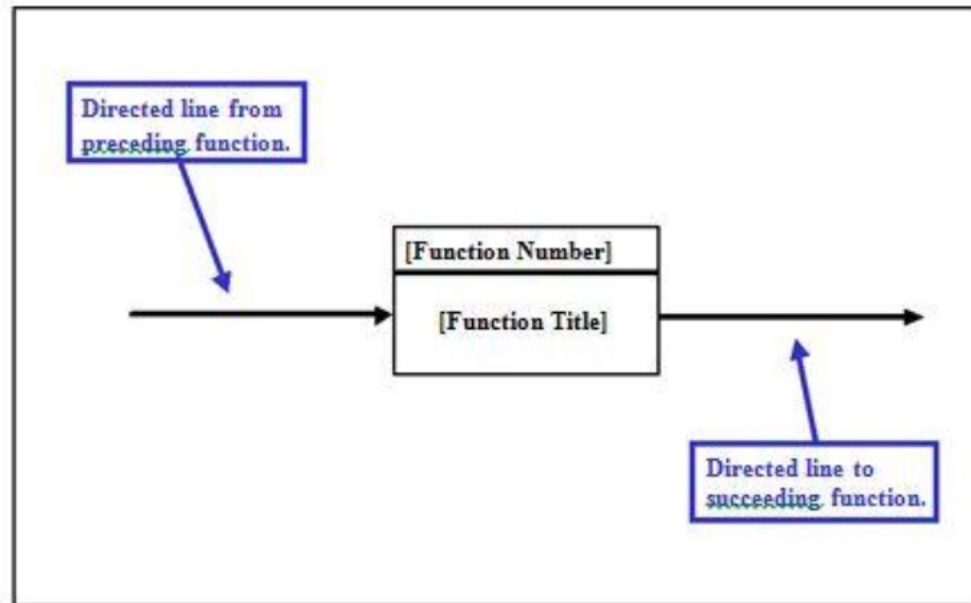 Directed line from
preceding function.
[Function Number]
[Function Title]
Directed line to
succeeding function.